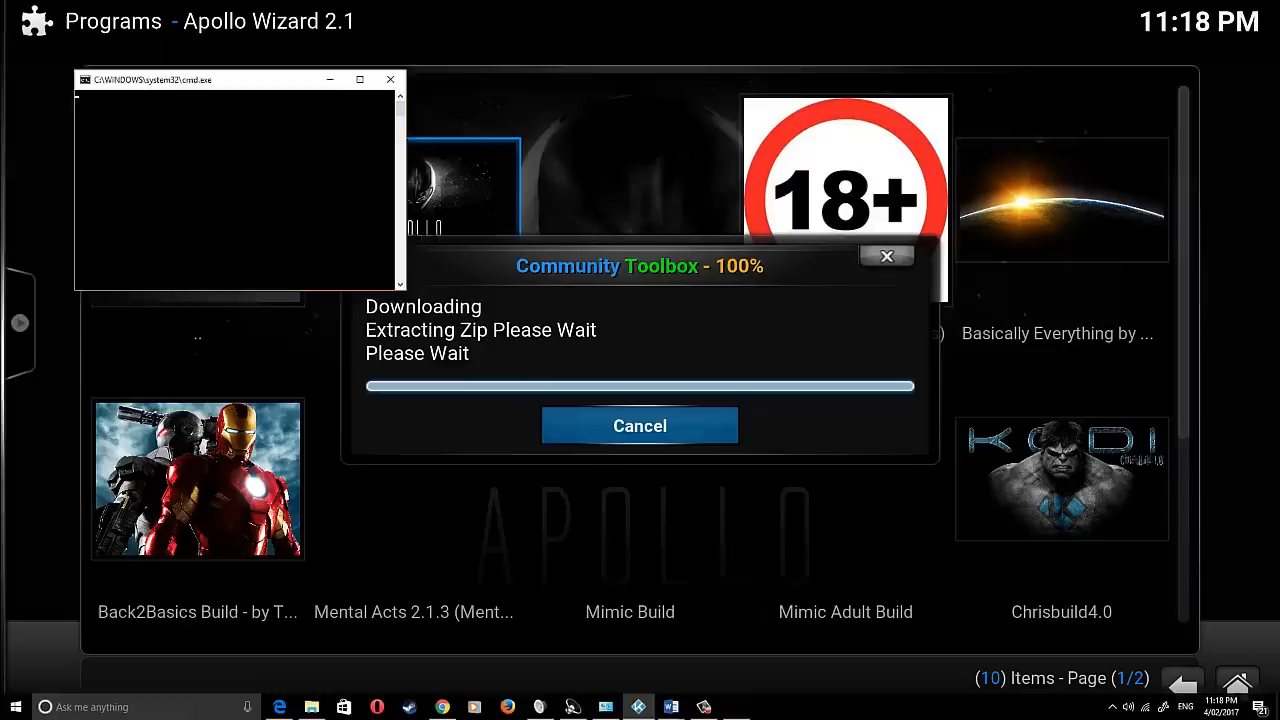 Programs - Apollo Wizard 2.1
11:18 PM
C:\WINDOWS\system32\cmd.exe
18+
Community Toolbox - 100%
Downloading
Extracting Zip Please Wait
Please Wait
Cancel
..
s)
Basically Everything by ...
KODI
APOLLO
Back2Basics Build - by T...
Mental Acts 2.1.3 (Ment...
Mimic Build
Mimic Adult Build
Chrisbuild4.0
(10) Items - Page (1/2)
Ask me anything
ENG
11:18 PM
4/02/2017